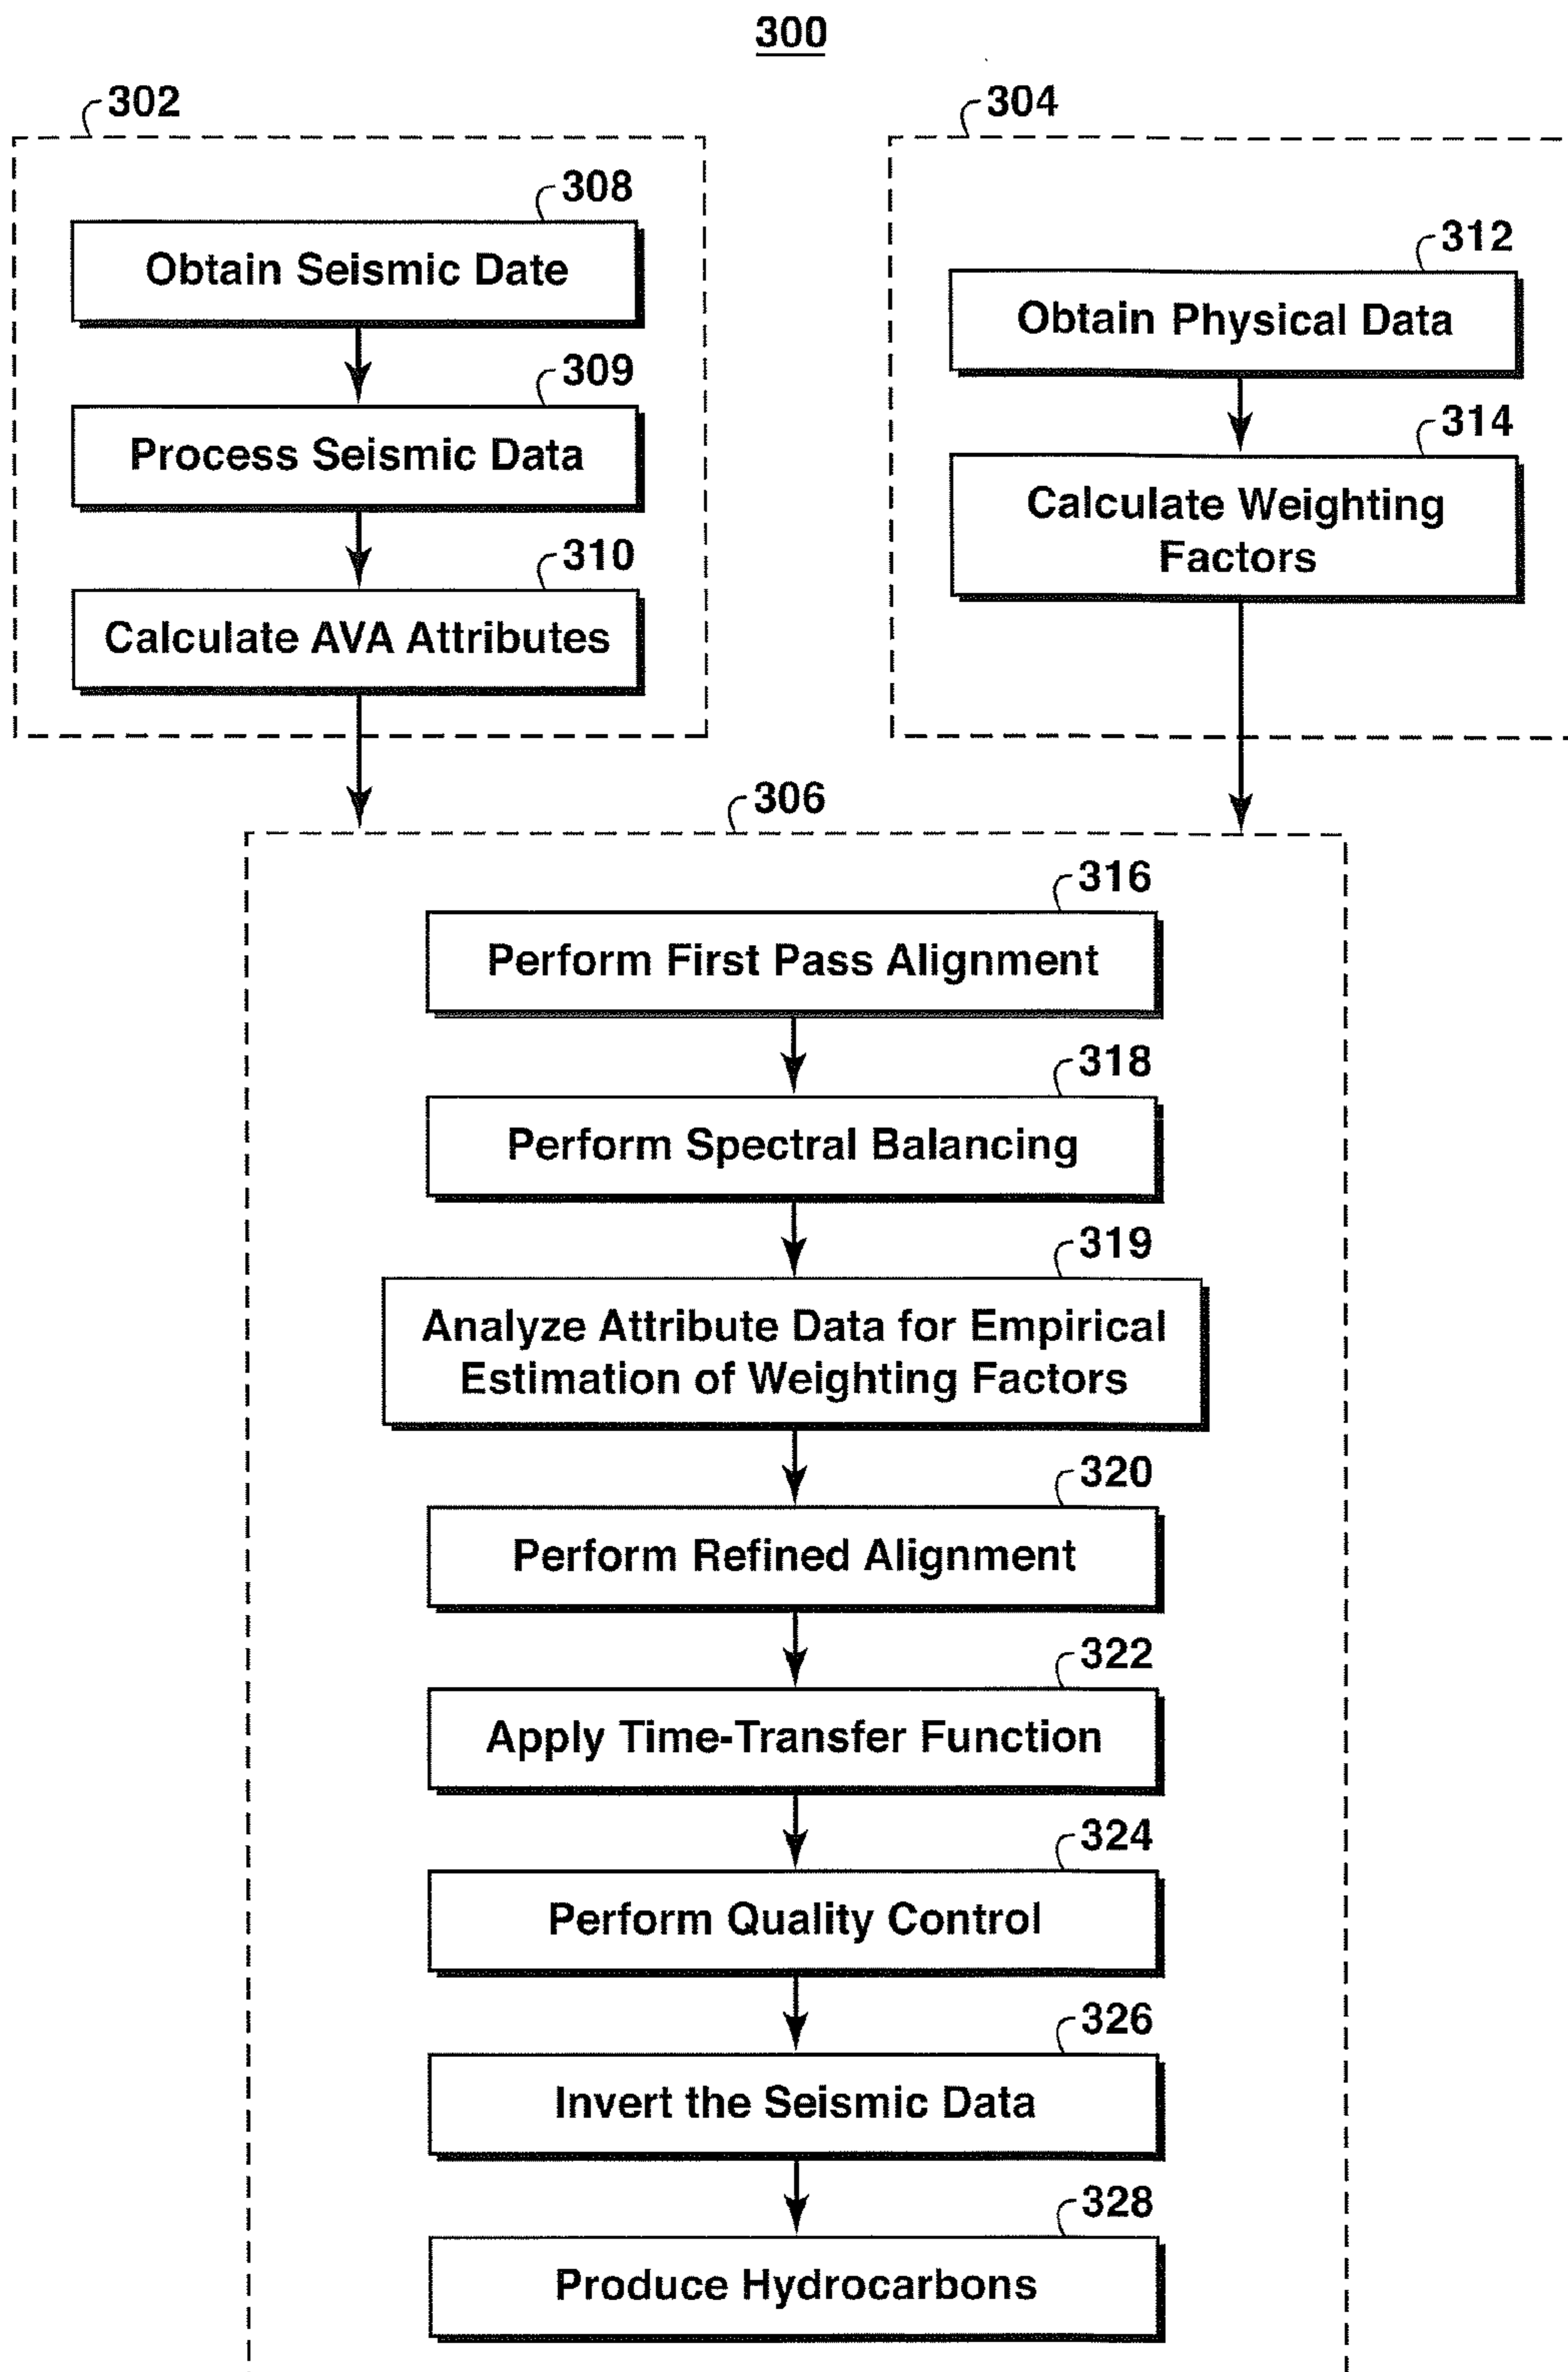 300
302
308
Obtain Seismic Date
309
Process Seismic Data
310
Calculate AVA Attributes
304
312
Obtain Physical Data
314
Calculate Weighting
Factors
306
316
Perform First Pass Alignment
318
Perform Spectral Balancing
319
Analyze Attribute Data for Empirical
Estimation of Weighting Factors
320
Perform Refined Alignment
322
Apply Time-Transfer Function
324
Perform Quality Control
326
Invert the Seismic Data
328
Produce Hydrocarbons